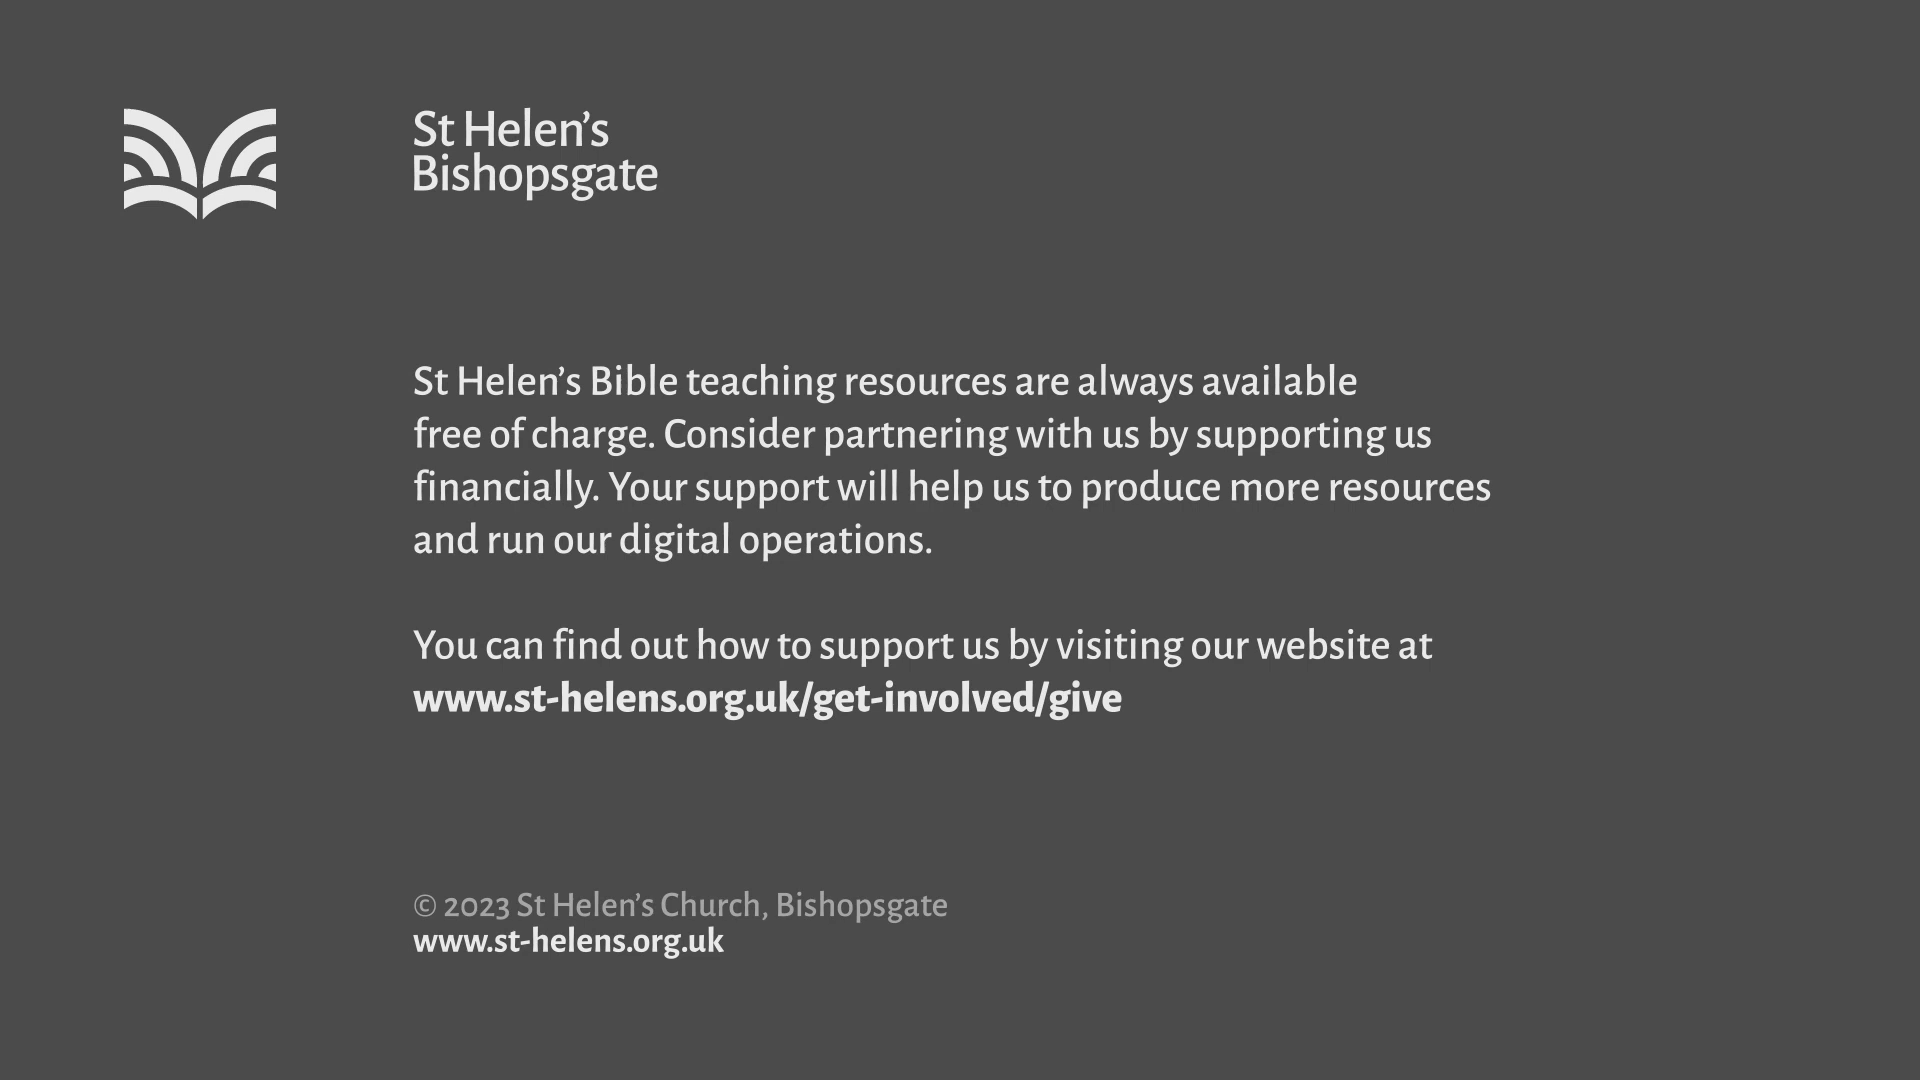 St Helen’s
Bishopsgate
St Helen’s Bible teaching resources are always available
free of charge. Consider partnering with us by supporting us
financially. Your support will help us to produce more resources
and run our digital operations.
You can find out how to support us by visiting our website at
www.st-helens.org.uk/get-involved/give
© 2023 St Helen’s Church, Bishopsgate
www.st-helens.org.uk